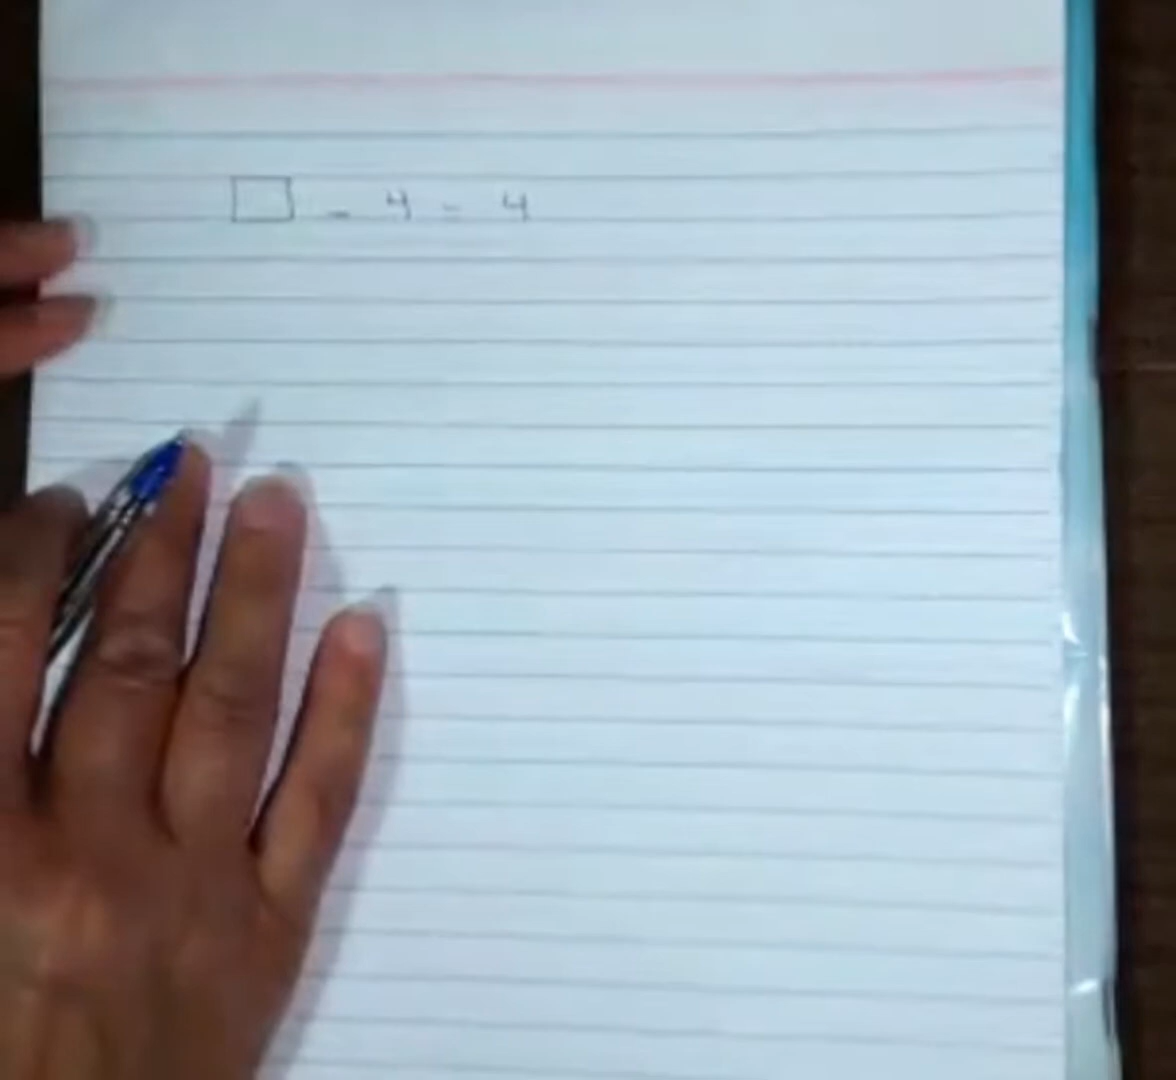 □ - 4 = 4